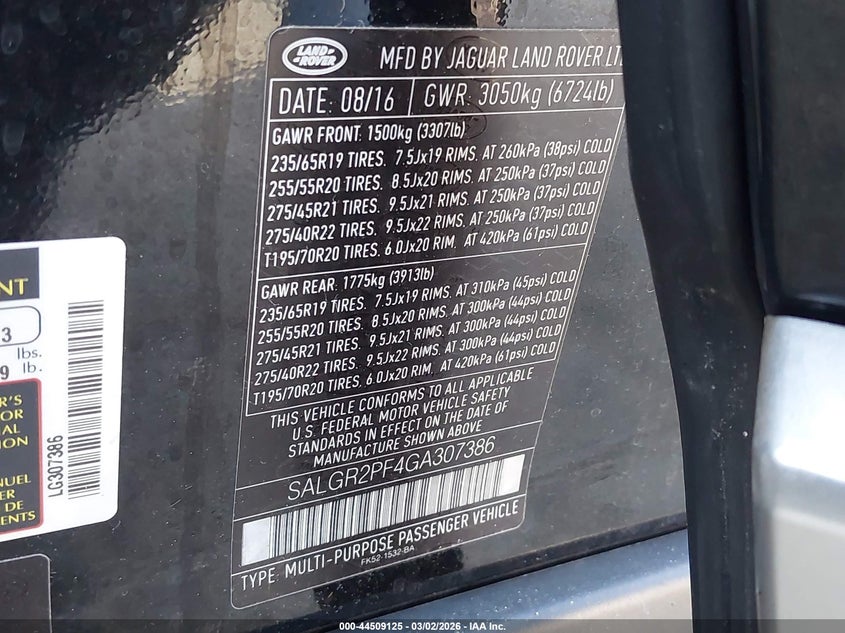 LAND
ROVER
MFD BY JAGUAR LAND ROVER LT
DATE: 08/16
GWR: 3050kg (6724lb)
GAWR FRONT: 1500kg (3307lb)
235/65R19 TIRES. 7.5Jx19 RIMS. AT 260kPa (38psi) COLD
255/55R20 TIRES. 8.5Jx20 RIMS. AT 250kPa (37psi) COLD
275/45R21 TIRES. 9.5Jx21 RIMS. AT 250kPa (37psi) COLD
275/40R22 TIRES. 9.5Jx22 RIMS. AT 250kPa (37psi) COLD
T195/70R20 TIRES. 6.0Jx20 RIM. AT 420kPa (61psi) COLD
GAWR REAR: 1775kg (3913lb)
235/65R19 TIRES. 7.5Jx19 RIMS. AT 310kPa (45psi) COLD
255/55R20 TIRES. 8.5Jx20 RIMS. AT 300kPa (44psi) COLD
275/45R21 TIRES. 9.5Jx21 RIMS. AT 300kPa (44psi) COLD
275/40R22 TIRES. 9.5Jx22 RIMS. AT 300kPa (44psi) COLD
T195/70R20 TIRES. 6.0Jx20 RIM. AT 420kPa (61psi) COLD
THIS VEHICLE CONFORMS TO ALL APPLICABLE
U.S. FEDERAL MOTOR VEHICLE SAFETY
STANDARDS IN EFFECT ON THE DATE OF
MANUFACTURE SHOWN ABOVE
SALGR2PF4GA307386
TYPE: MULTI-PURPOSE PASSENGER VEHICLE
FK52-1532-BA
NT
3
lbs.
9 lb.
R'S
OR
TION
N
NUEL
ER
DE
ENTS
LG307386
000-44509125 - 03/02/2026 - IAA Inc.